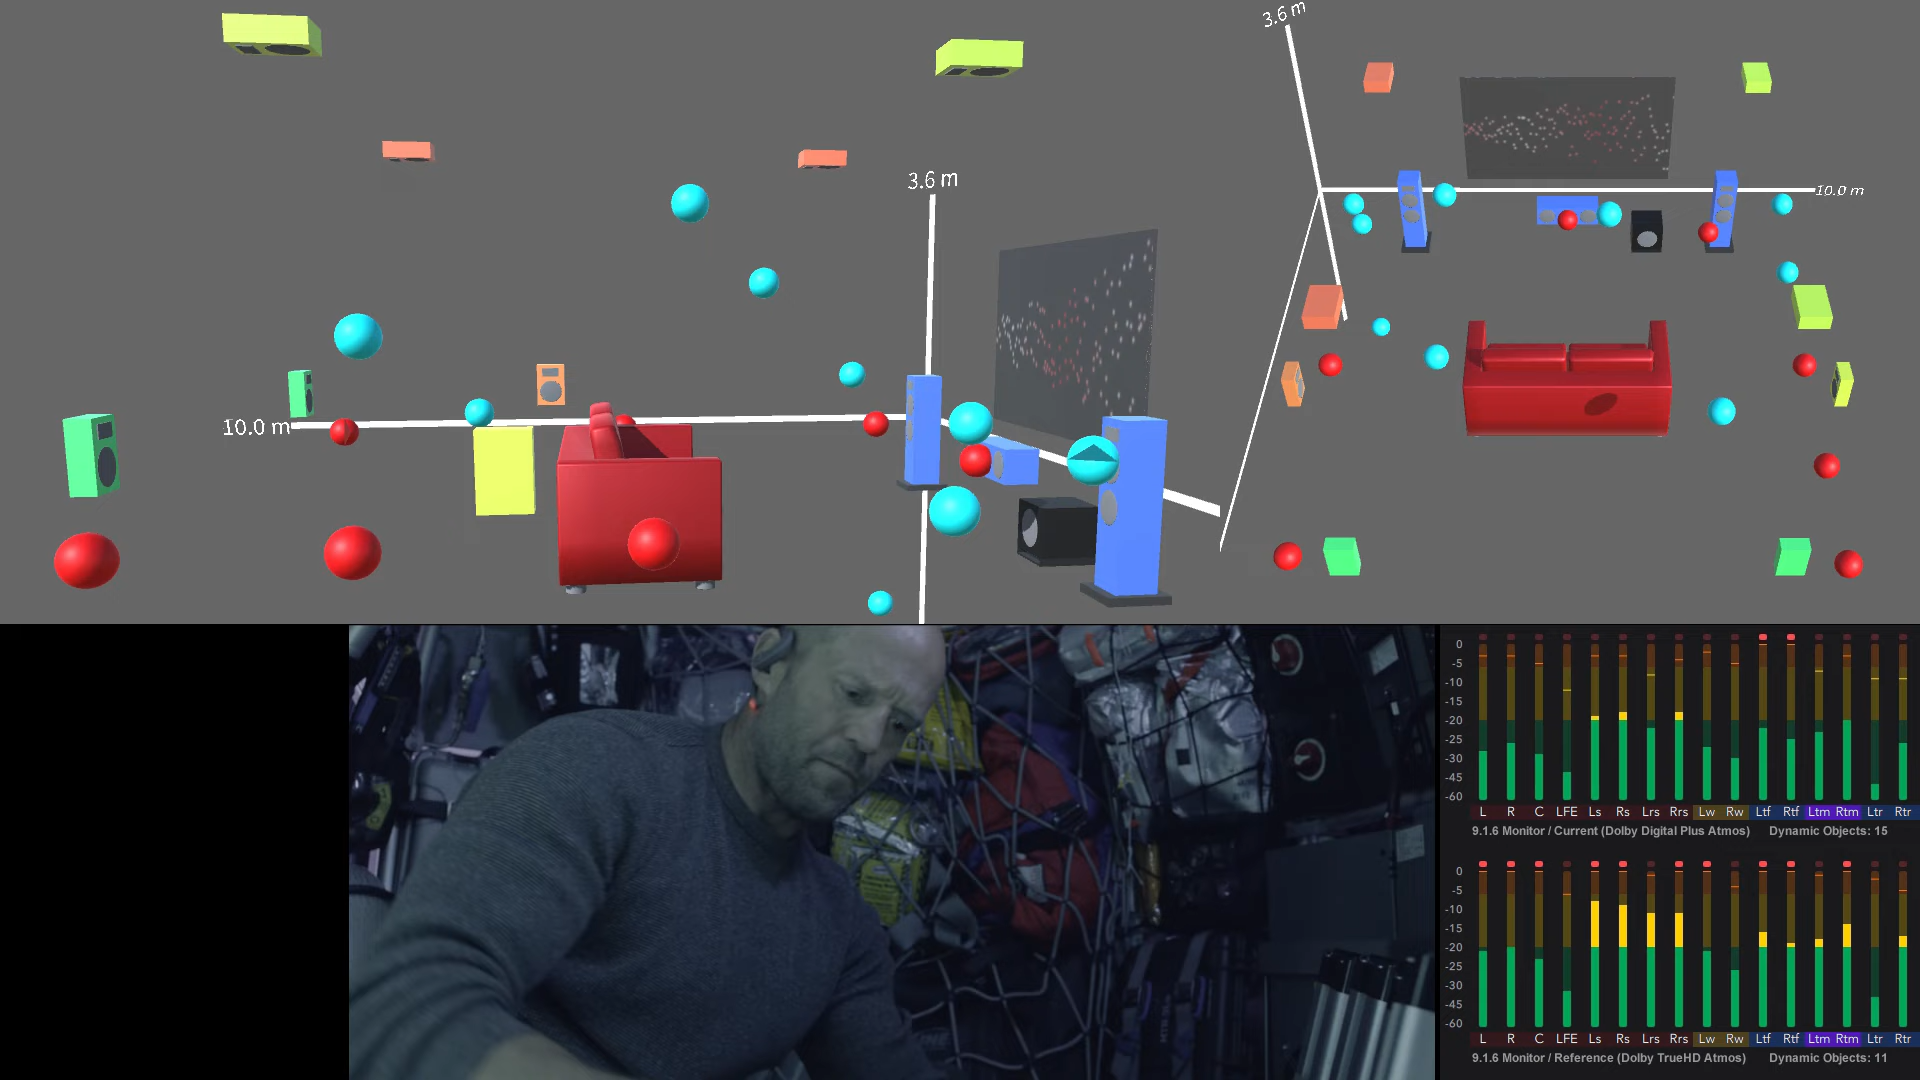 3.6 m
3.6 m
10.0 m
10.0 m
0
-5
-10
-15
-20
-25
-30
-45
-60
L R C LFE Ls Rs Lrs Rrs Lw Rw Ltf Rtf Ltm Rtm Ltr Rtr
9.1.6 Monitor / Current (Dolby Digital Plus Atmos) Dynamic Objects: 15
0
-5
-10
-15
-20
-25
-30
-45
-60
L R C LFE Ls Rs Lrs Rrs Lw Rw Ltf Rtf Ltm Rtm Ltr Rtr
9.1.6 Monitor / Reference (Dolby TrueHD Atmos) Dynamic Objects: 11